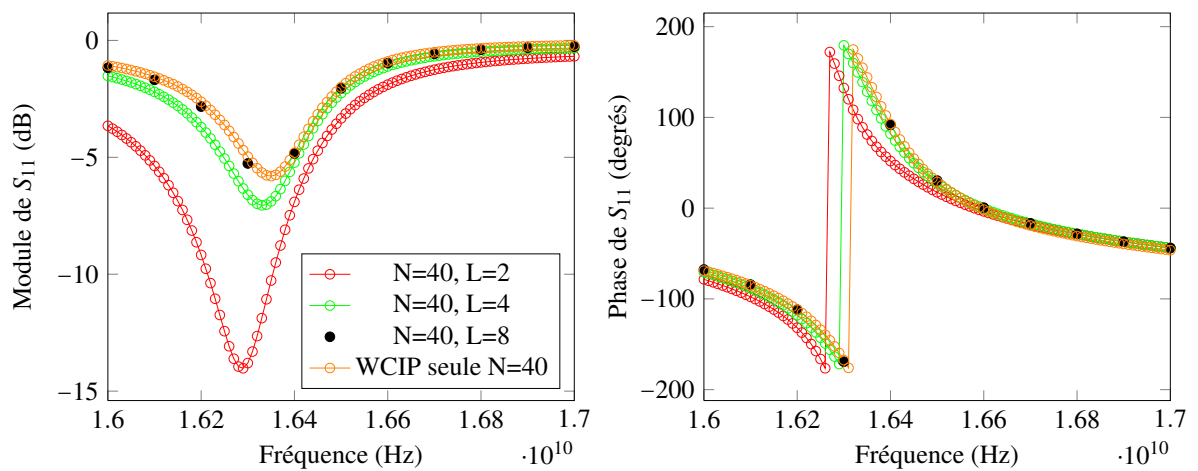 0
−5
−10
−15
Module de S11 (dB)
1.6 1.62 1.64 1.66 1.68 1.7
Fréquence (Hz)
·10^10
N=40, L=2
N=40, L=4
N=40, L=8
WCIP seule N=40
200
100
0
−100
−200
Phase de S11 (degrés)
1.6 1.62 1.64 1.66 1.68 1.7
Fréquence (Hz)
·10^10